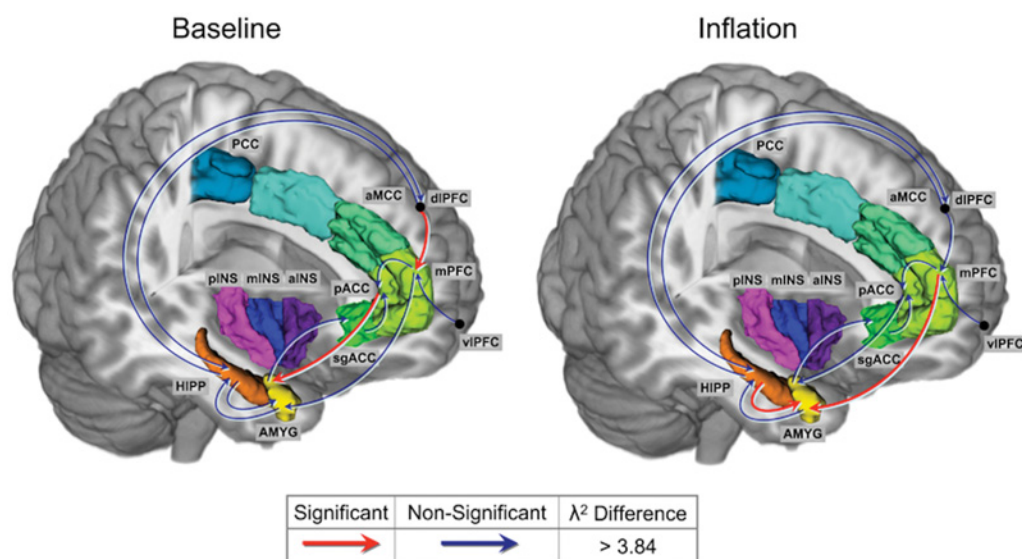 Baseline
Inflation
PCC
aMCC
dlPFC
mPFC
pINS
mINS
aINS
pACC
vlPFC
sgACC
HIPP
AMYG
PCC
aMCC
dlPFC
mPFC
pINS
mINS
aINS
pACC
vlPFC
sgACC
HIPP
AMYG
Significant Non-Significant λ² Difference
> 3.84